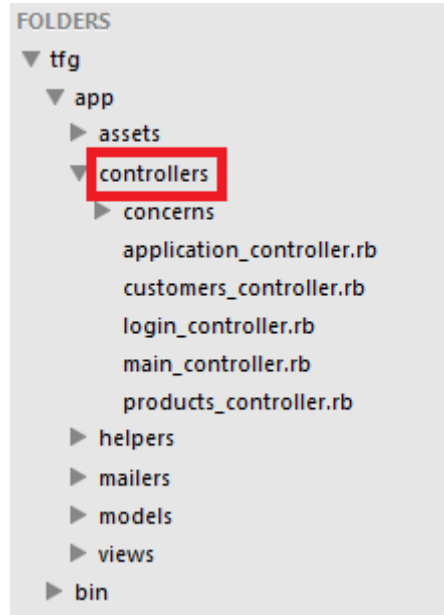 FOLDERS
tfg
app
assets
controllers
concerns
application_controller.rb
customers_controller.rb
login_controller.rb
main_controller.rb
products_controller.rb
helpers
mailers
models
views
bin